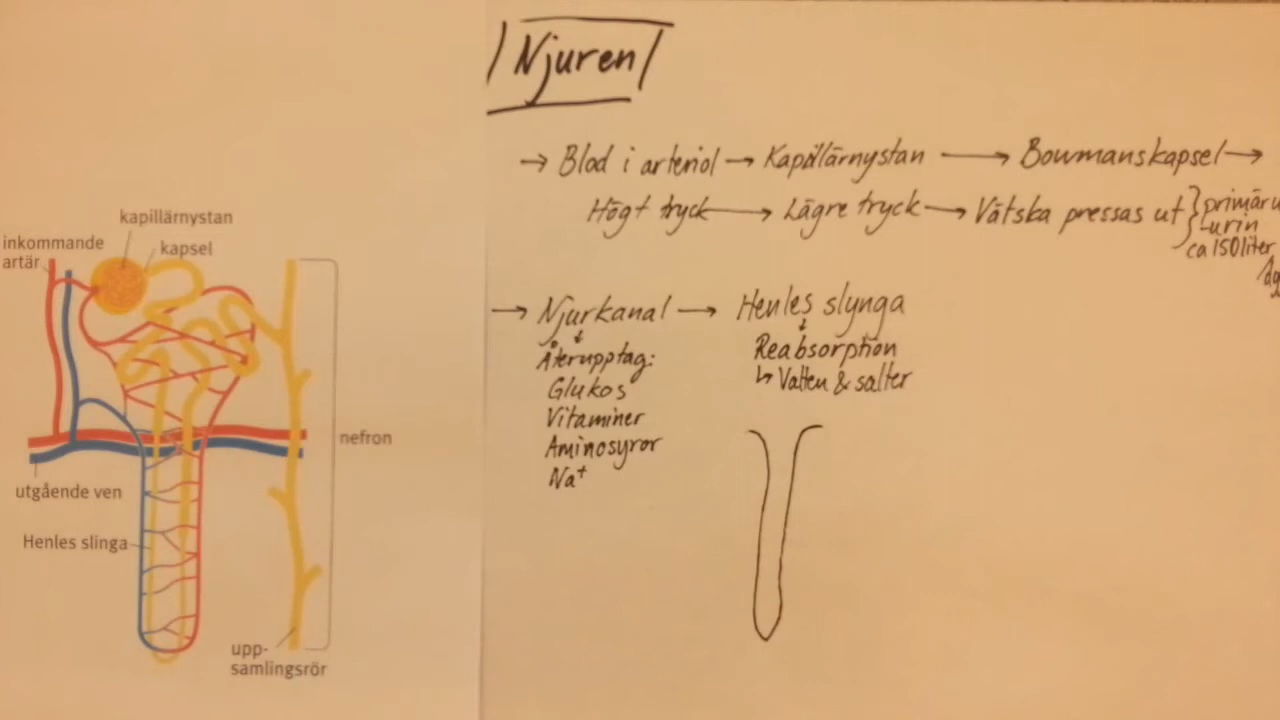 Njuren
→ Blod i arteriol → Kapillärnystan → Bowmanskapsel →
Högt tryck → Lägre tryck → Vätska pressas ut } primäru
-urin
ca 150 liter
→ Njurkanal → Henles slynga
Återupptag:
Glukos
Vitaminer
Aminosyror
Na⁺
Reabsorption
↳ Vatten & salter
kapillärnystan
inkommande
artär
kapsel
nefron
utgående ven
Henles slinga
upp-
samlingsrör